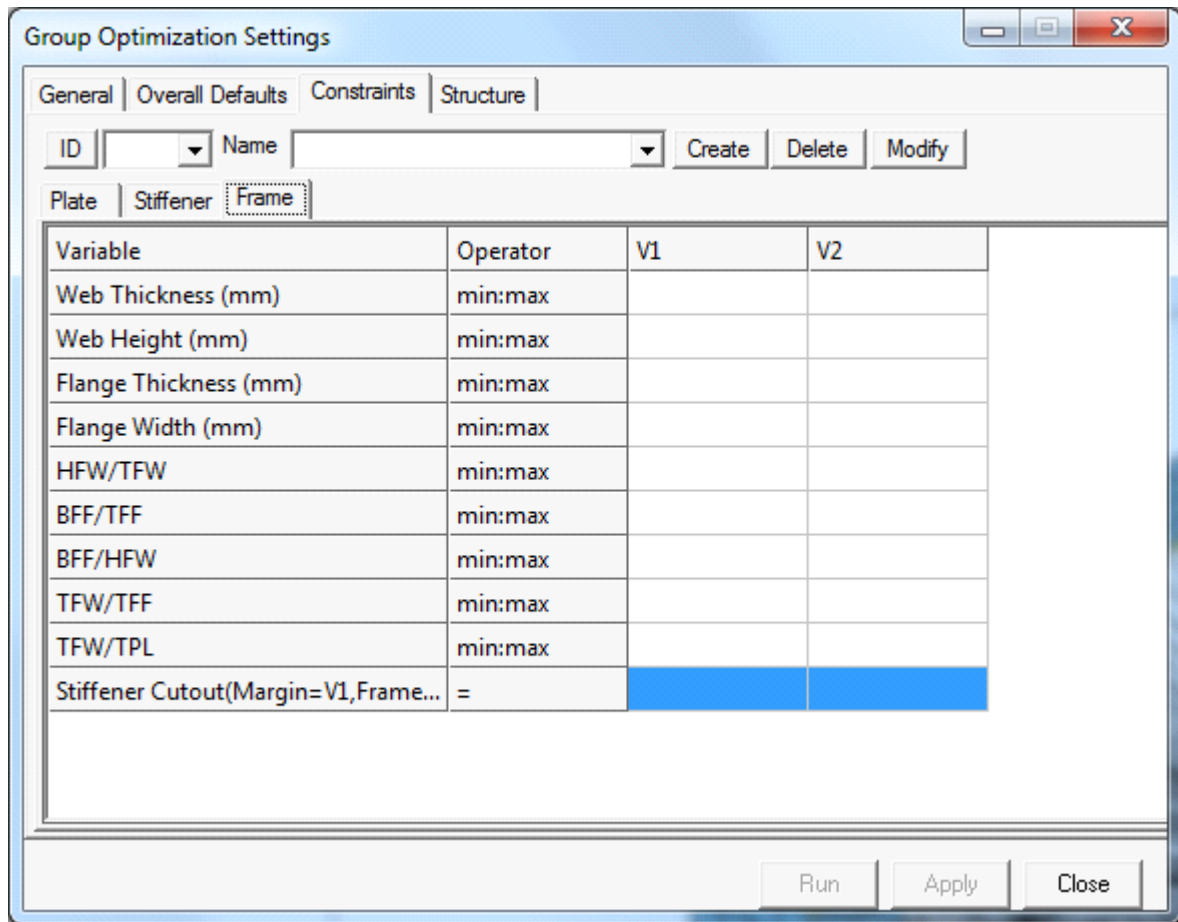 Group Optimization Settings
General Overall Defaults Constraints Structure
ID Name Create Delete Modify
Plate Stiffener Frame
Variable Operator V1 V2
Web Thickness (mm) min:max
Web Height (mm) min:max
Flange Thickness (mm) min:max
Flange Width (mm) min:max
HFW/TFW min:max
BFF/TFF min:max
BFF/HFW min:max
TFW/TFF min:max
TFW/TPL min:max
Stiffener Cutout(Margin=V1,Frame... =
Run Apply Close